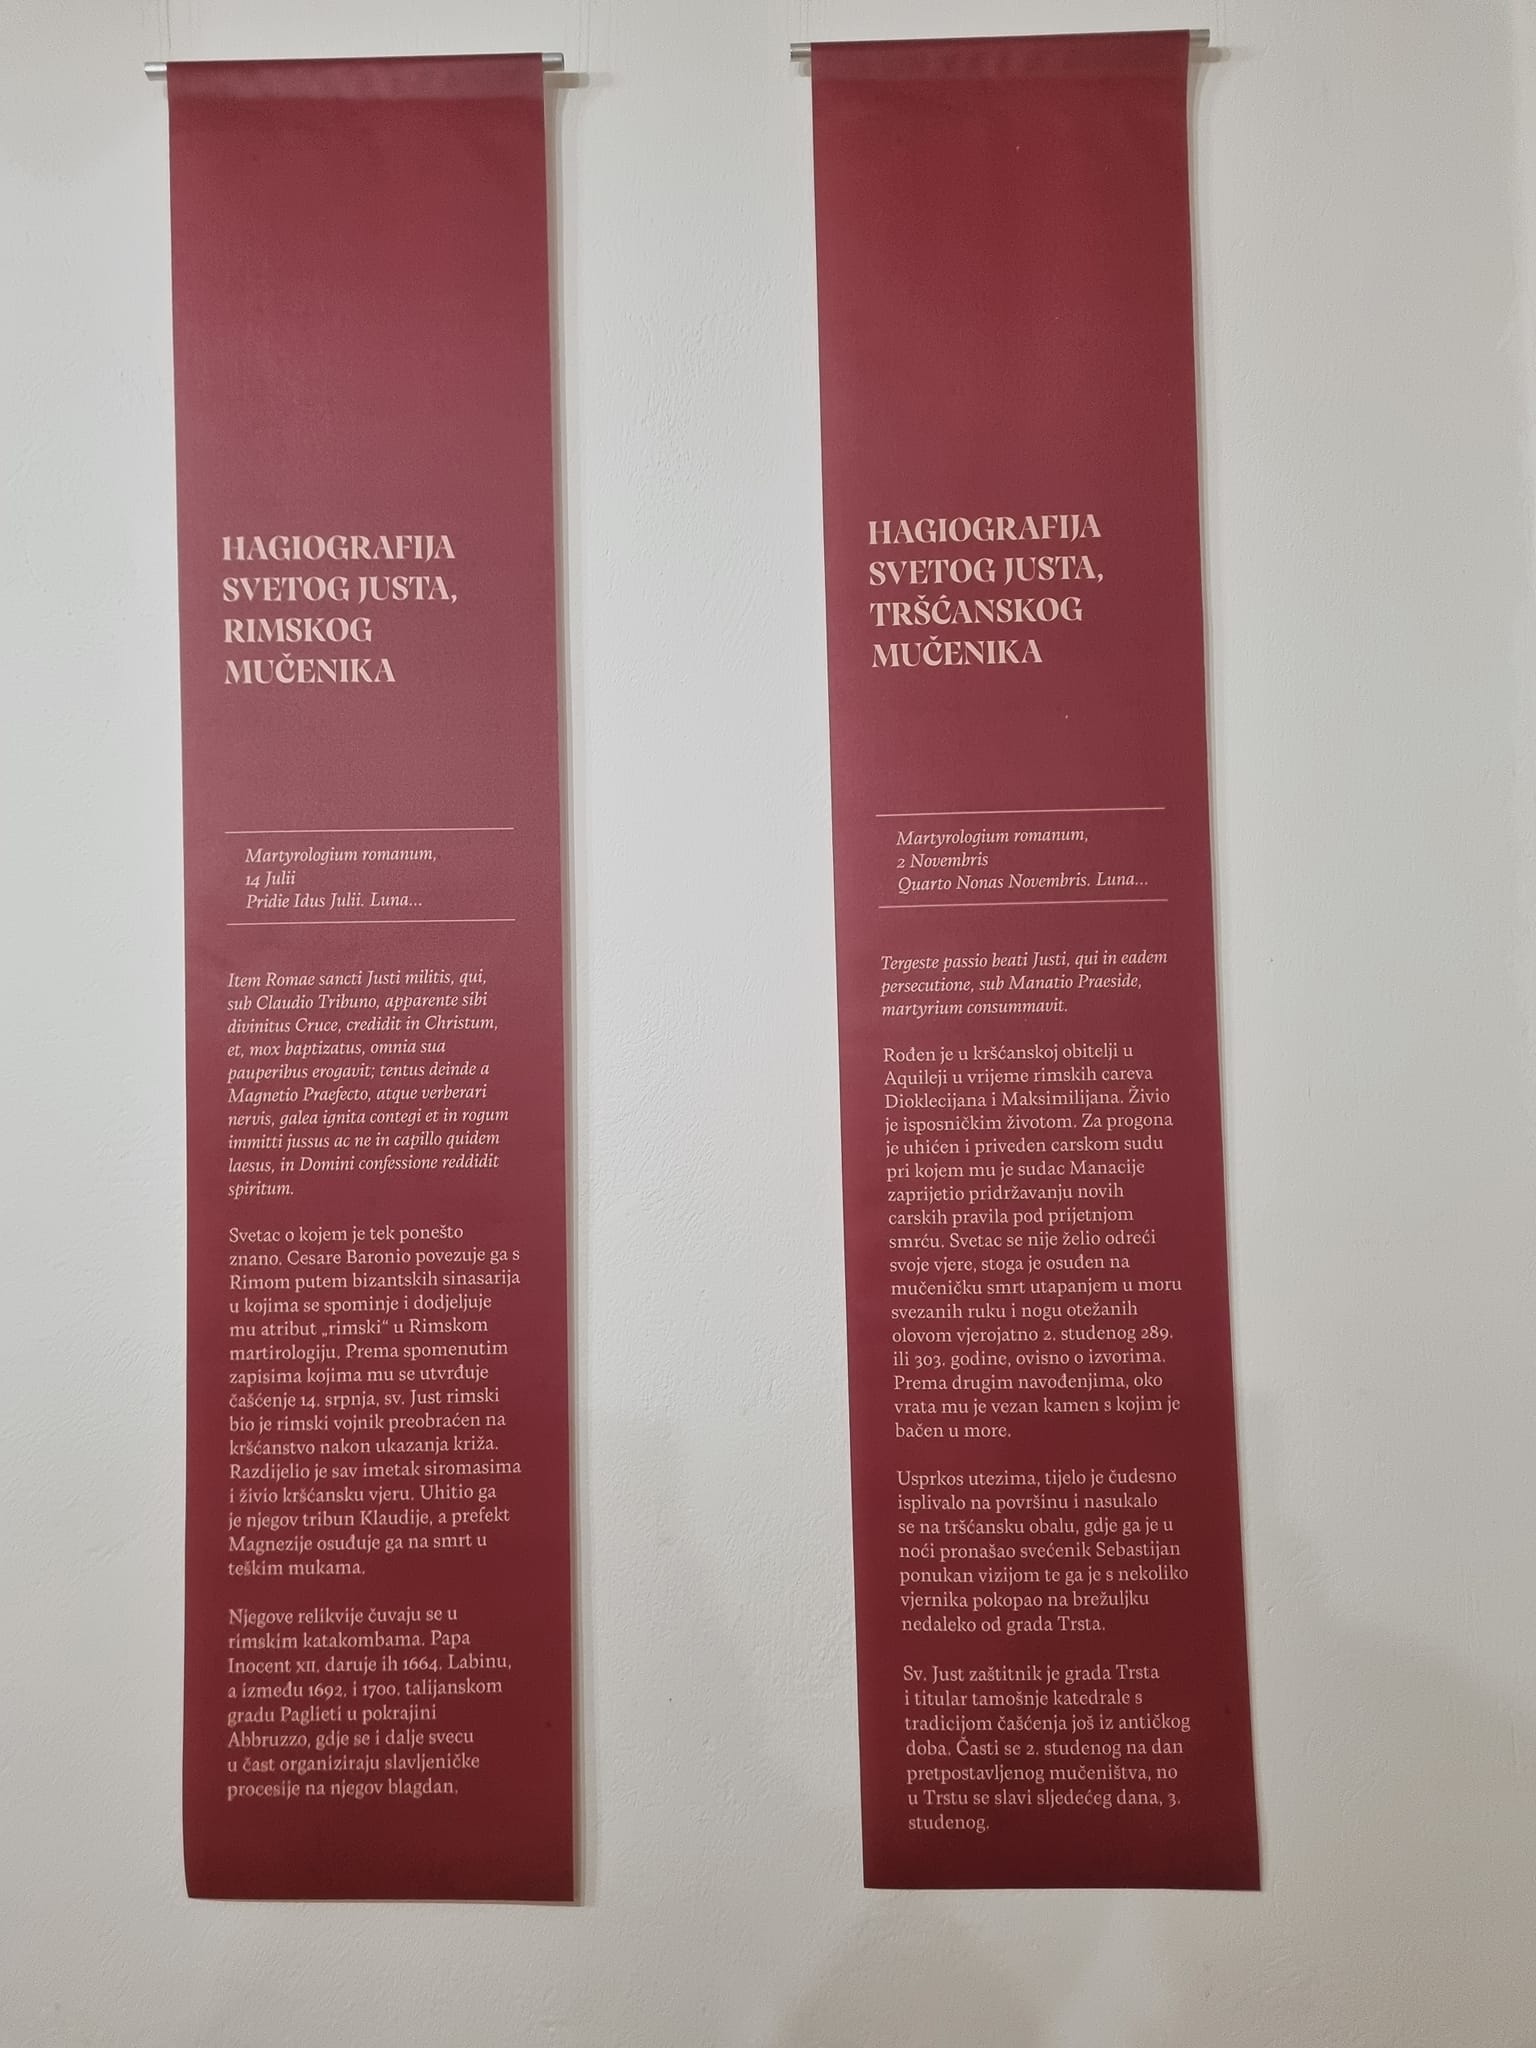 HAGIOGRAFIJA
SVETOG JUSTA,
RIMSKOG
MUČENIKA
Martyrologium romanum,
14 Julii
Pridie Idus Julii. Luna...
Item Romae sancti Justi militis, qui,
sub Claudio Tribuno, apparente sibi
divinitus Cruce, credidit in Christum,
et, mox baptizatus, omnia sua
pauperibus erogavit; tentus deinde a
Magnetio Praefecto, atque verberari
nervis, galea ignita contegi et in rogum
immitti jussus ac ne in capillo quidem
laesus, in Domini confessione reddidit
spiritum.
Svetac o kojem je tek ponešto
znano. Cesare Baronio povezuje ga s
Rimom putem bizantskih sinasarija
u kojima se spominje i dodjeljuje
mu atribut „rimski“ u Rimskom
martirologiju. Prema spomenutim
zapisima kojima mu se utvrđuje
čašćenje 14. srpnja, sv. Just rimski
bio je rimski vojnik preobraćen na
kršćanstvo nakon ukazanja križa.
Razdijelio je sav imetak siromasima
i živio kršćansku vjeru. Uhitio ga
je njegov tribun Klaudije, a prefekt
Magnezije osuđuje ga na smrt u
teškim mukama.
Njegove relikvije čuvaju se u
rimskim katakombama. Papa
Inocent XII. daruje ih 1664. Labinu,
a između 1692. i 1700. talijanskom
gradu Paglieti u pokrajini
Abbruzzo, gdje se i dalje svecu
u čast organiziraju slavljeničke
procesije na njegov blagdan.
HAGIOGRAFIJA
SVETOG JUSTA,
TRŠĆANSKOG
MUČENIKA
Martyrologium romanum,
2 Novembris
Quarto Nonas Novembris. Luna...
Tergeste passio beati Justi, qui in eadem
persecutione, sub Manatio Praeside,
martyrium consummavit.
Rođen je u kršćanskoj obitelji u
Aquileji u vrijeme rimskih careva
Dioklecijana i Maksimilijana. Živio
je isposničkim životom. Za progona
je uhićen i priveden carskom sudu
pri kojem mu je sudac Manacije
zaprijetio pridržavanju novih
carskih pravila pod prijetnjom
smrću. Svetac se nije želio odreći
svoje vjere, stoga je osuđen na
mučeničku smrt utapanjem u moru
svezanih ruku i nogu otežanih
olovom vjerojatno 2. studenog 289.
ili 303. godine, ovisno o izvorima.
Prema drugim navođenjima, oko
vrata mu je vezan kamen s kojim je
bačen u more.
Usprkos utezima, tijelo je čudesno
isplivalo na površinu i nasukalo
se na tršćansku obalu, gdje ga je u
noći pronašao svećenik Sebastijan
ponukan vizijom te ga je s nekoliko
vjernika pokopao na brežuljku
nedaleko od grada Trsta.
Sv. Just zaštitnik je grada Trsta
i titular tamošnje katedrale s
tradicijom čašćenja još iz antičkog
doba. Časti se 2. studenog na dan
pretpostavljenog mučeništva, no
u Trstu se slavi sljedećeg dana, 3.
studenog.